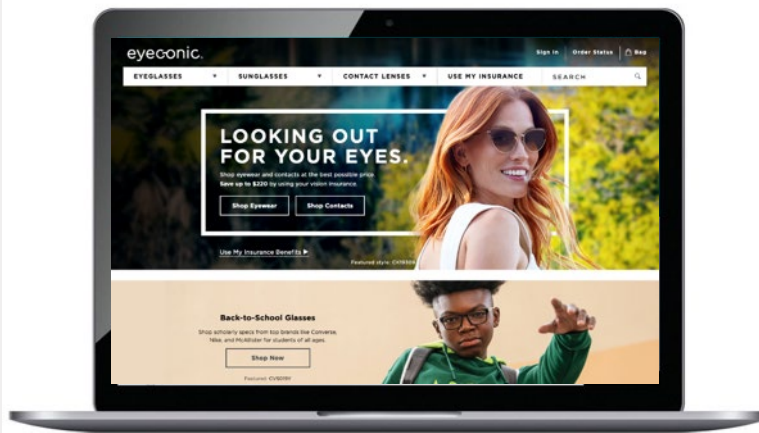 eyeconic.
Sign In Order Status Bag
EYEGLASSES SUNGLASSES CONTACT LENSES USE MY INSURANCE SEARCH
LOOKING OUT
FOR YOUR EYES.
Shop eyewear and contacts at the best possible price.
Save up to $220 by using your vision insurance.
Shop Eyewear Shop Contacts
Use My Insurance Benefits ▶
Featured style:
Back-to-School Glasses
Shop scholarly specs from top brands like Converse,
Nike, and McAllister for students of all ages.
Shop Now
Featured: